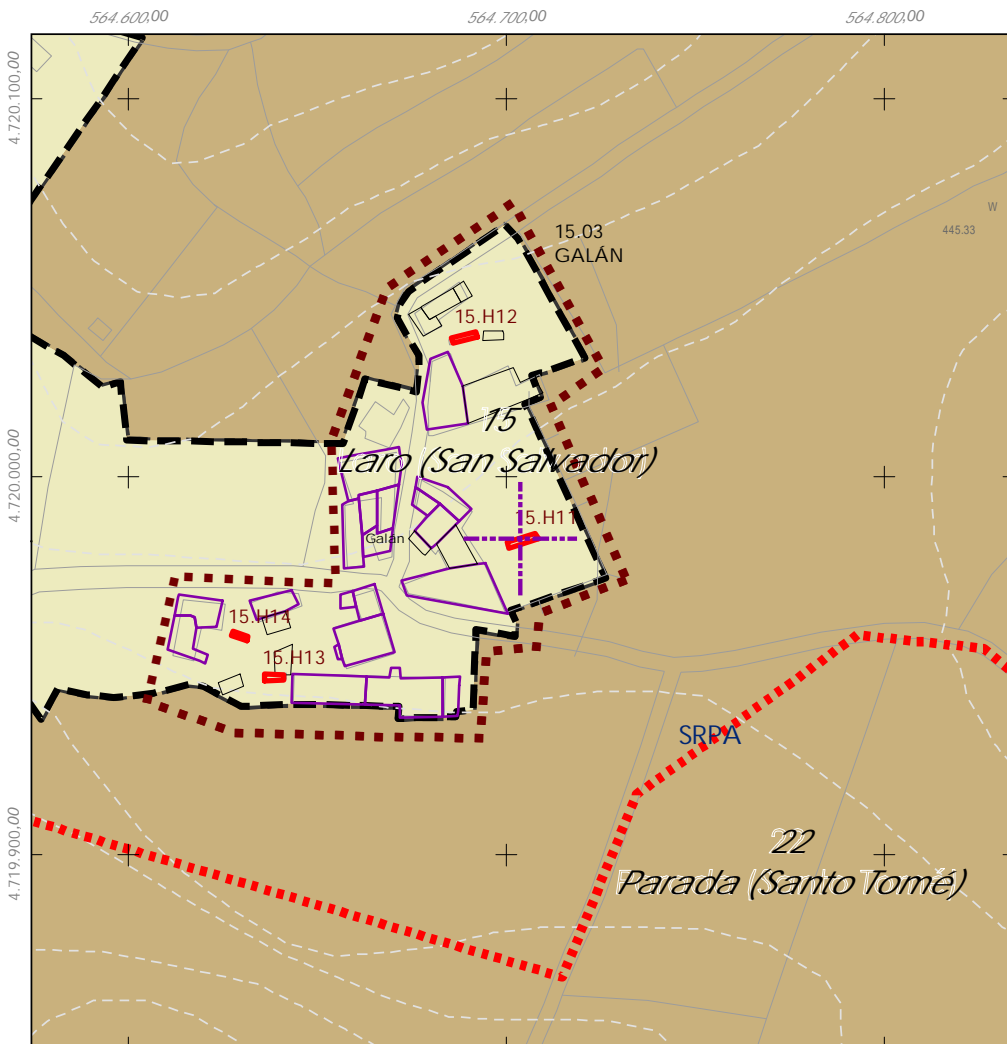 564.600,00
564.700,00
564.800,00
4.720.100,00
W
445.33
15.03
GALÁN
15.H12
15
Laro (San Salvador)
4.720.000,00
15.H11
Galán
15.H14
15.H13
SRPA
22
Parada (Santo Tomé)
4.719.900,00